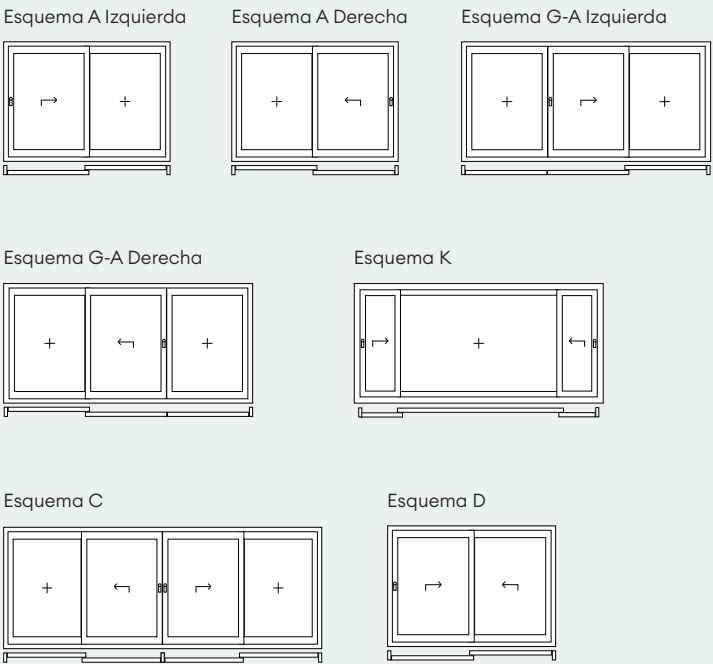 Esquema A Izquierda
Esquema A Derecha
Esquema G-A Izquierda
Esquema G-A Derecha
Esquema K
Esquema C
Esquema D